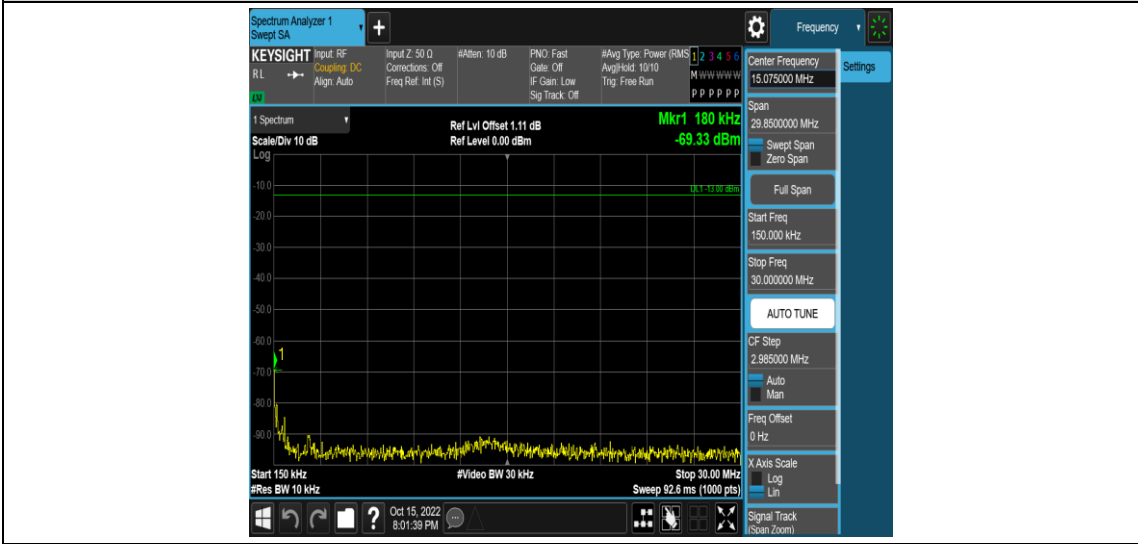 Spectrum Analyzer 1
Swept SA
+
Frequency
KEYSIGHT
RL
Input: RF
Coupling: DC
Align: Auto
Input Z: 50 Ω
Corrections: Off
Freq Ref: Int (S)
#Atten: 10 dB
PNO: Fast
Gate: Off
IF Gain: Low
Sig Track: Off
#Avg Type: Power (RMS
Avg|Hold: 10/10
Trig: Free Run
1 2 3 4 5 6
M W W W W W
P P P P P P
1 Spectrum
Scale/Div 10 dB
Log
Ref Lvl Offset 1.11 dB
Ref Level 0.00 dBm
Mkr1 180 kHz
-69.33 dBm
DL1 -13.00 dBm
-10.0
-20.0
-30.0
-40.0
-50.0
-60.0
-70.0
-80.0
-90.0
1
Start 150 kHz
#Res BW 10 kHz
#Video BW 30 kHz
Stop 30.00 MHz
Sweep 92.6 ms (1000 pts)
?
Oct 15, 2022
8:01:39 PM
Center Frequency
15.075000 MHz
Settings
Span
29.8500000 MHz
Swept Span
Zero Span
Full Span
Start Freq
150.000 kHz
Stop Freq
30.000000 MHz
AUTO TUNE
CF Step
2.985000 MHz
Auto
Man
Freq Offset
0 Hz
X Axis Scale
Log
Lin
Signal Track
(Span Zoom)